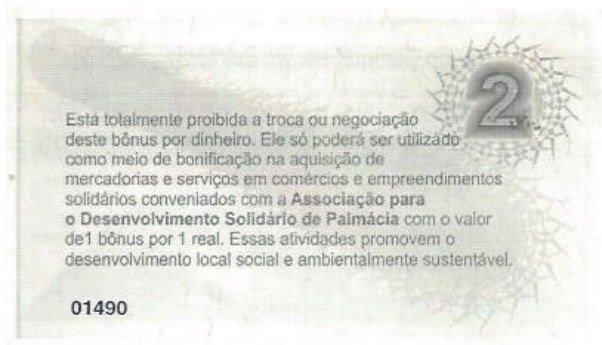 2
Está totalmente proibida a troca ou negociação
deste bônus por dinheiro. Ele só poderá ser utilizado
como meio de bonificação na aquisição de
mercadorias e serviços em comércios e empreendimentos
solidários conveniados com a Associação para
o Desenvolvimento Solidário de Palmácia com o valor
de1 bônus por 1 real. Essas atividades promovem o
desenvolvimento local social e ambientalmente sustentável.
01490